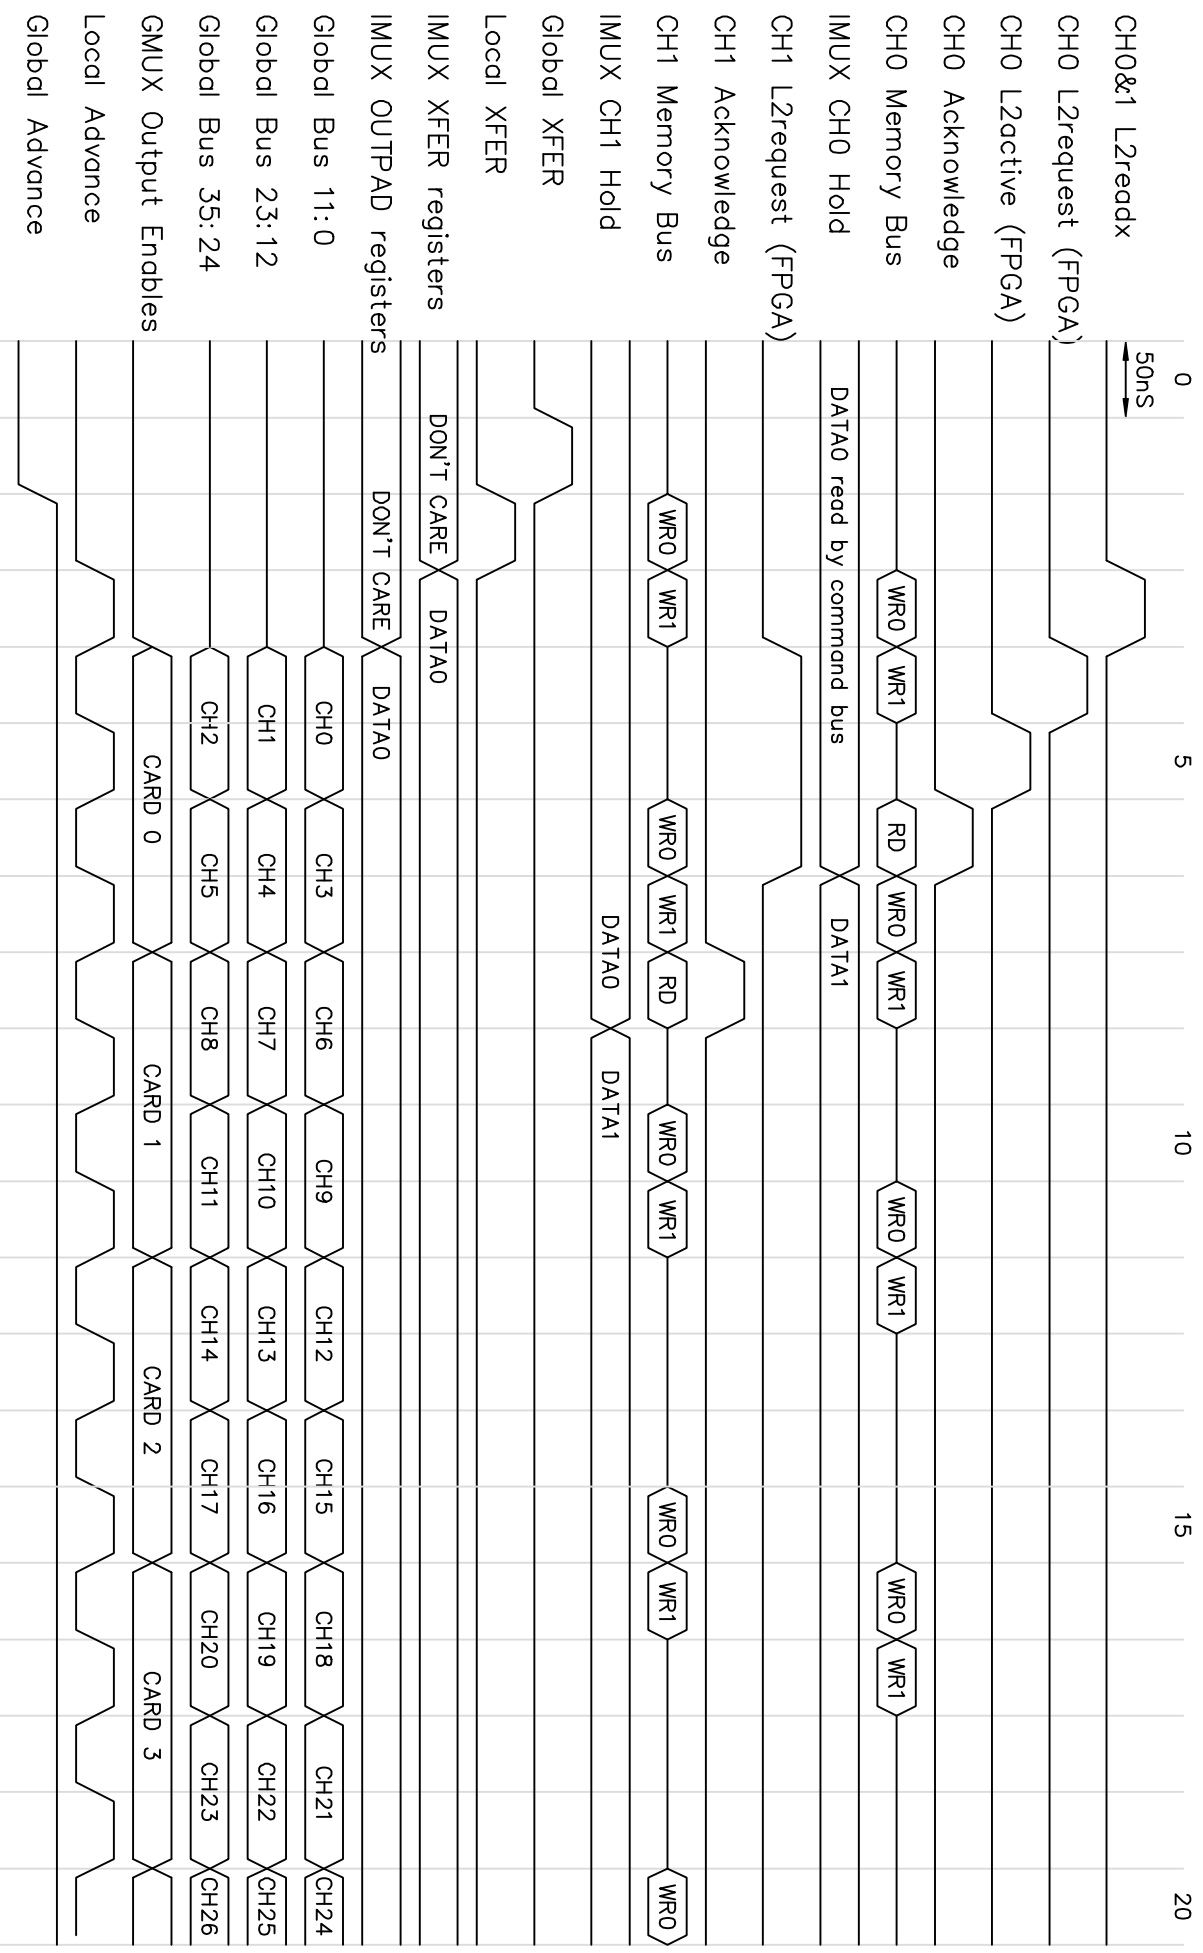 0 5 10 15 20
50nS
CH0&1 L2readx
CH0 L2request (FPGA)
CH0 L2active (FPGA)
CH0 Acknowledge
CH0 Memory Bus WR0 WR1 RD WR0 WR1 WR0 WR1 WR0 WR1
IMUX CH0 Hold DATA0 read by command bus DATA1
CH1 L2request (FPGA)
CH1 Acknowledge
CH1 Memory Bus WR0 WR1 WR0 WR1 RD WR0 WR1 WR0 WR1 WR0
IMUX CH1 Hold DATA0 DATA1
Global XFER
Local XFER
IMUX XFER registers DON'T CARE DATA0
IMUX OUTPAD registers DON'T CARE DATA0
Global Bus 11:0 CH0 CH3 CH6 CH9 CH12 CH15 CH18 CH21 CH24
Global Bus 23:12 CH1 CH4 CH7 CH10 CH13 CH16 CH19 CH22 CH25
Global Bus 35:24 CH2 CH5 CH8 CH11 CH14 CH17 CH20 CH23 CH26
GMUX Output Enables CARD 0 CARD 1 CARD 2 CARD 3
Local Advance
Global Advance